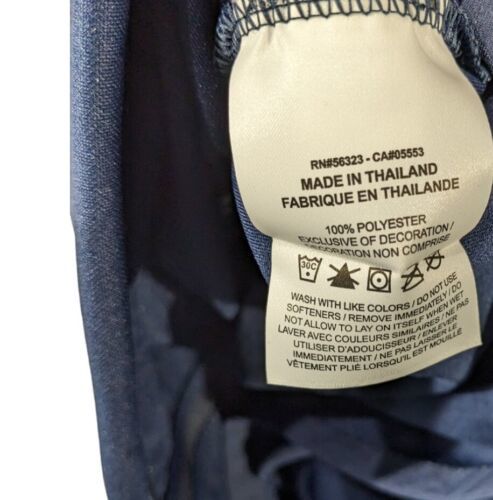 RN#56323 - CA#05553
MADE IN THAILAND
FABRIQUE EN THAILANDE
100% POLYESTER
EXCLUSIVE OF DECORATION /
DECORATION NON COMPRISE
30C
WASH WITH LIKE COLORS / DO NOT USE
SOFTENERS / REMOVE IMMEDIATELY / DO
NOT ALLOW TO LAY ON ITSELF WHEN WET
LAVER AVEC COULEURS SIMILAIRES / NE PAS
UTILISER D'ADOUCISSEUR / ENLEVER
IMMEDIATEMENT / NE PAS LAISSER LE
VÊTEMENT PLIÉ LORSQU'IL EST MOUILLÉ